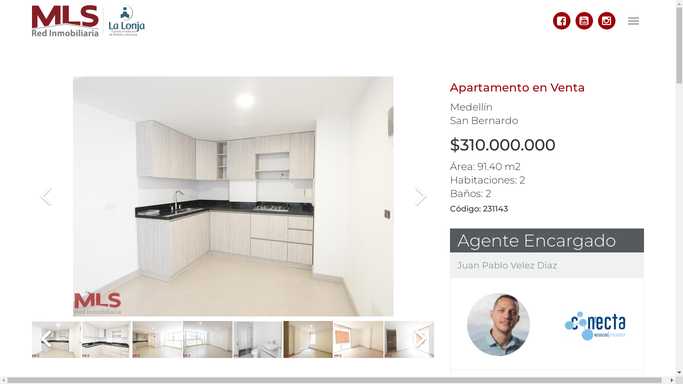 MLS
Red Inmobiliaria
La Lonja
Apartamento en Venta
Medellín
San Bernardo
$310.000.000
Área: 91.40 m2
Habitaciones: 2
Baños: 2
Código: 231143
Agente Encargado
Juan Pablo Velez Diaz
MLS
Red Inmobiliaria
conecta